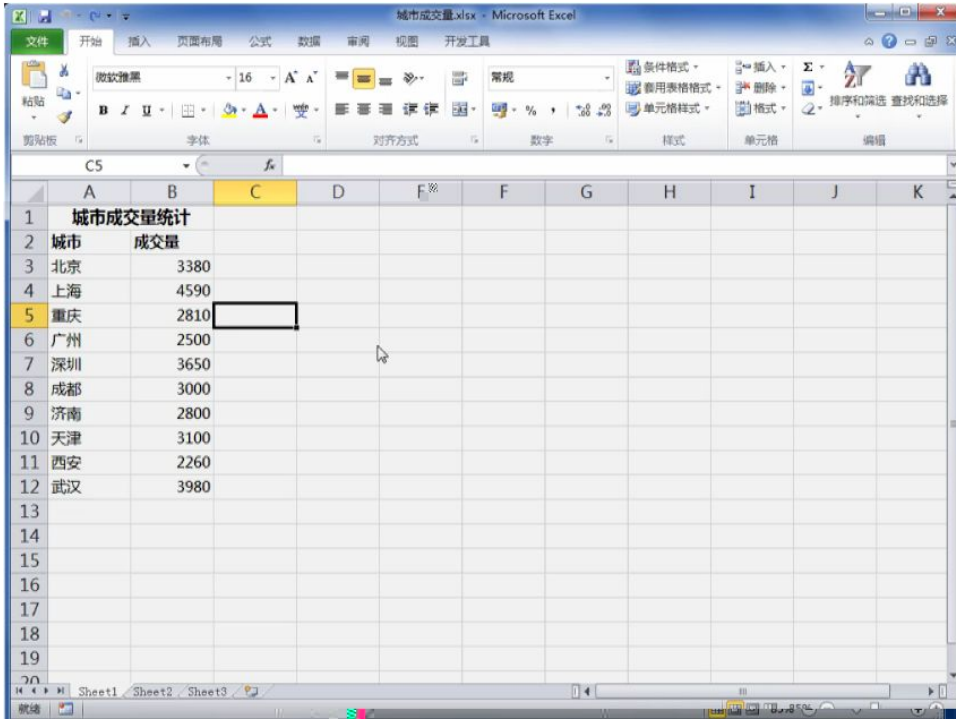 城市成交量.xlsx - Microsoft Excel
文件 开始 插入 页面布局 公式 数据 审阅 视图 开发工具
微软雅黑 16 常规 条件格式 插入 Σ
粘贴 套用表格格式 删除 排序和筛选 查找和选择
B I U A % , 单元格样式 格式
剪贴板 字体 对齐方式 数字 样式 单元格 编辑
C5 fx
A B C D F G H I J K
1 城市成交量统计
2 城市 成交量
3 北京 3380
4 上海 4590
5 重庆 2810
6 广州 2500
7 深圳 3650
8 成都 3000
9 济南 2800
10 天津 3100
11 西安 2260
12 武汉 3980
13
14
15
16
17
18
19
20
Sheet1 Sheet2 Sheet3
就绪